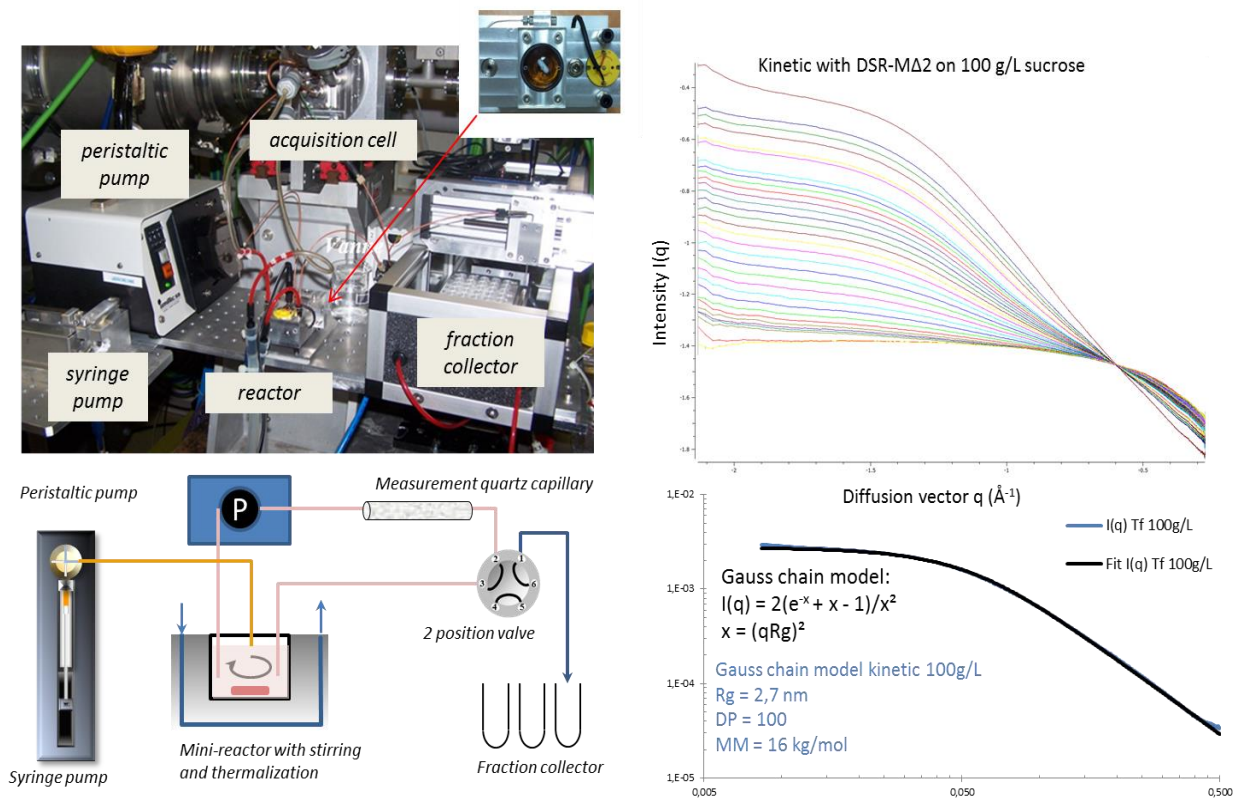 peristaltic
pump
acquisition cell
syringe
pump
reactor
fraction
collector
Peristaltic pump
P
Measurement quartz capillary
1
2
3
4
5
6
2 position valve
Mini-reactor with stirring
and thermalization
Syringe pump
Fraction collector
Kinetic with DSR-MΔ2 on 100 g/L sucrose
Intensity I(q)
-0.4
-0.6
-0.8
-1
-1.2
-1.4
-1.6
-1.8
-2
-1.5
-1
-0.5
Diffusion vector q (Å⁻¹)
1,E-02
1,E-03
1,E-04
1,E-05
0,005
0,050
0,500
I(q) Tf 100g/L
Fit I(q) Tf 100g/L
Gauss chain model:
I(q) = 2(e⁻ˣ + x - 1)/x²
x = (qRg)²
Gauss chain model kinetic 100g/L
Rg = 2,7 nm
DP = 100
MM = 16 kg/mol